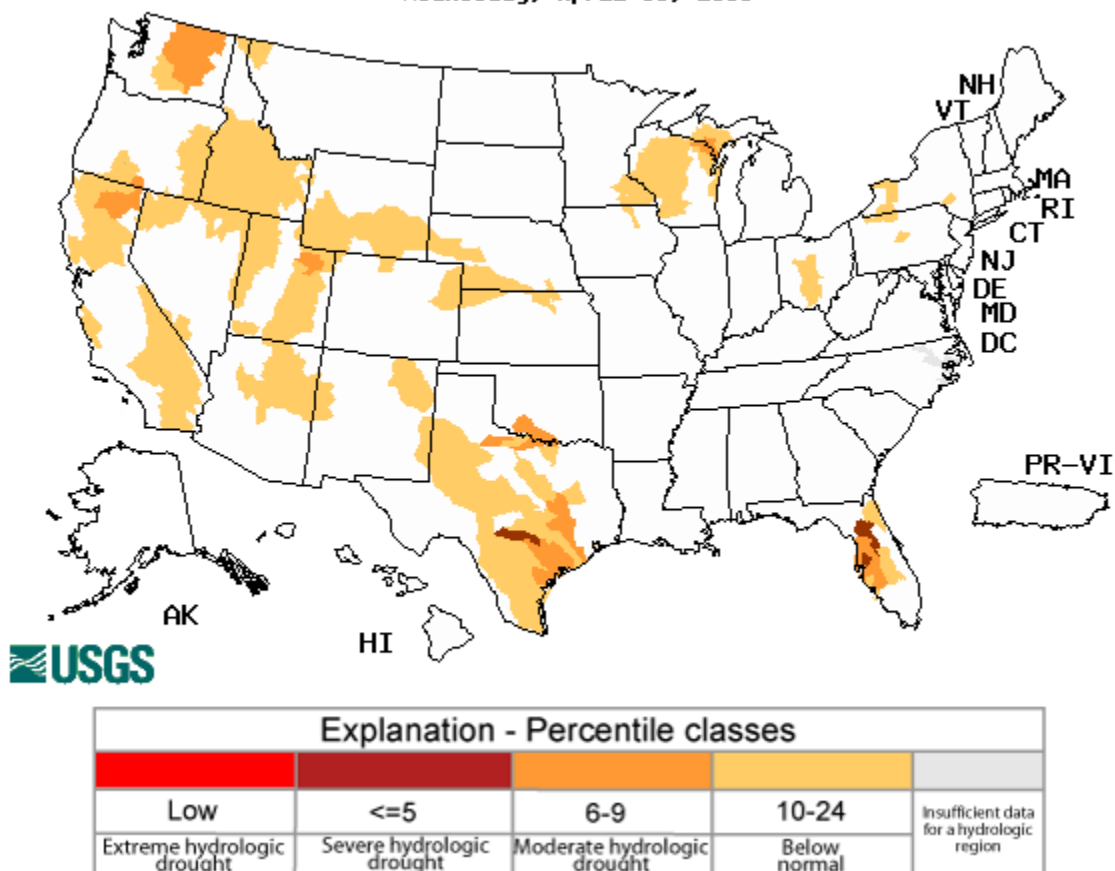 NH
VT
MA
RI
CT
NJ
DE
MD
DC
PR-VI
AK
HI
USGS
Explanation - Percentile classes
Low <=5 6-9 10-24 Insufficient data for a hydrologic region
Extreme hydrologic drought Severe hydrologic drought Moderate hydrologic drought Below normal